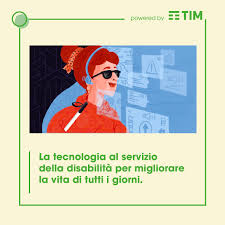 powered by TIM
La tecnologia al servizio
della disabilità per migliorare
la vita di tutti i giorni.